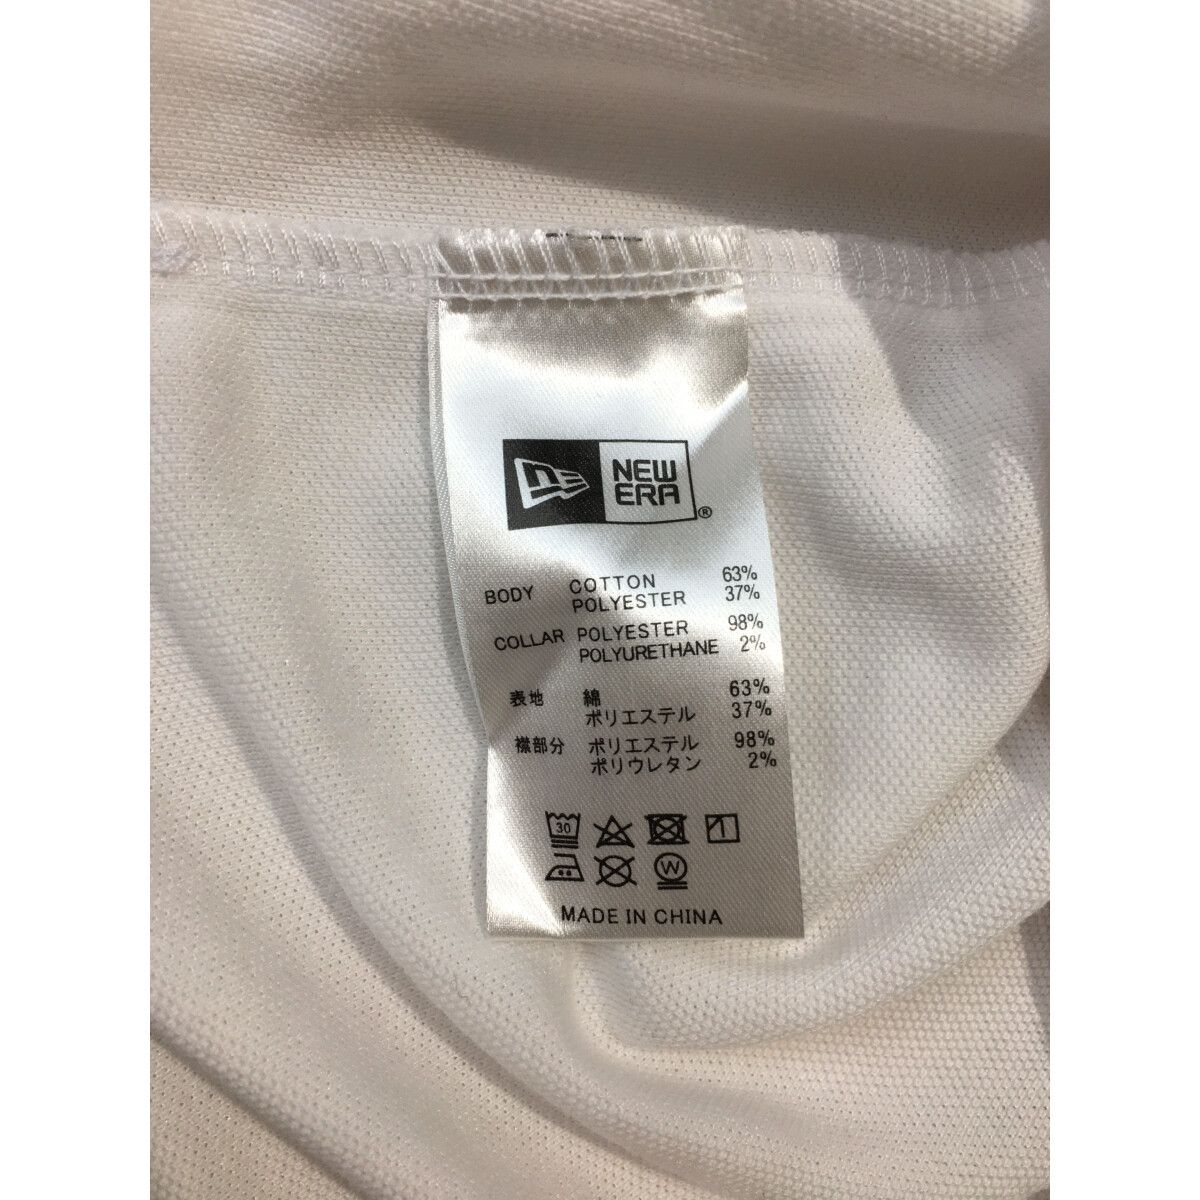 NEW
ERA ®
BODY COTTON 63%
POLYESTER 37%
COLLAR POLYESTER 98%
POLYURETHANE 2%
表地 綿 63%
ポリエステル 37%
襟部分 ポリエステル 98%
ポリウレタン 2%
30
W
MADE IN CHINA